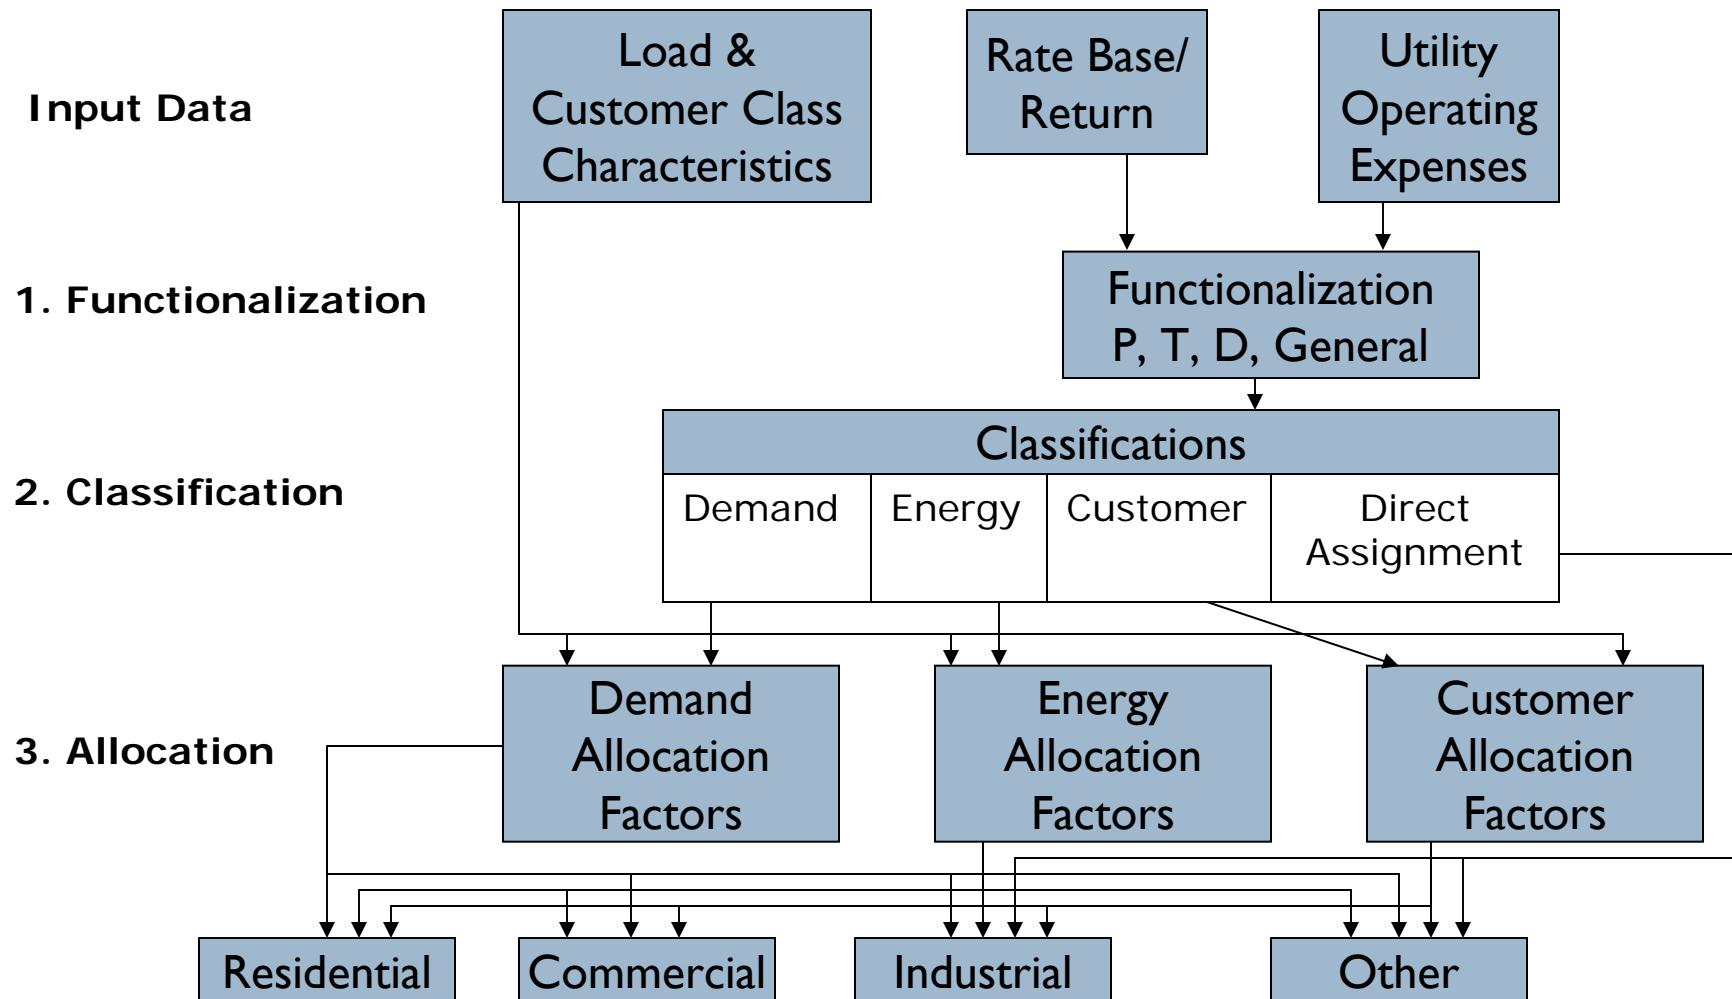 Input Data
Load &
Customer Class
Characteristics
Rate Base/
Return
Utility
Operating
Expenses
1. Functionalization
Functionalization
P, T, D, General
2. Classification
Classifications
Demand
Energy
Customer
Direct
Assignment
3. Allocation
Demand
Allocation
Factors
Energy
Allocation
Factors
Customer
Allocation
Factors
Residential
Commercial
Industrial
Other